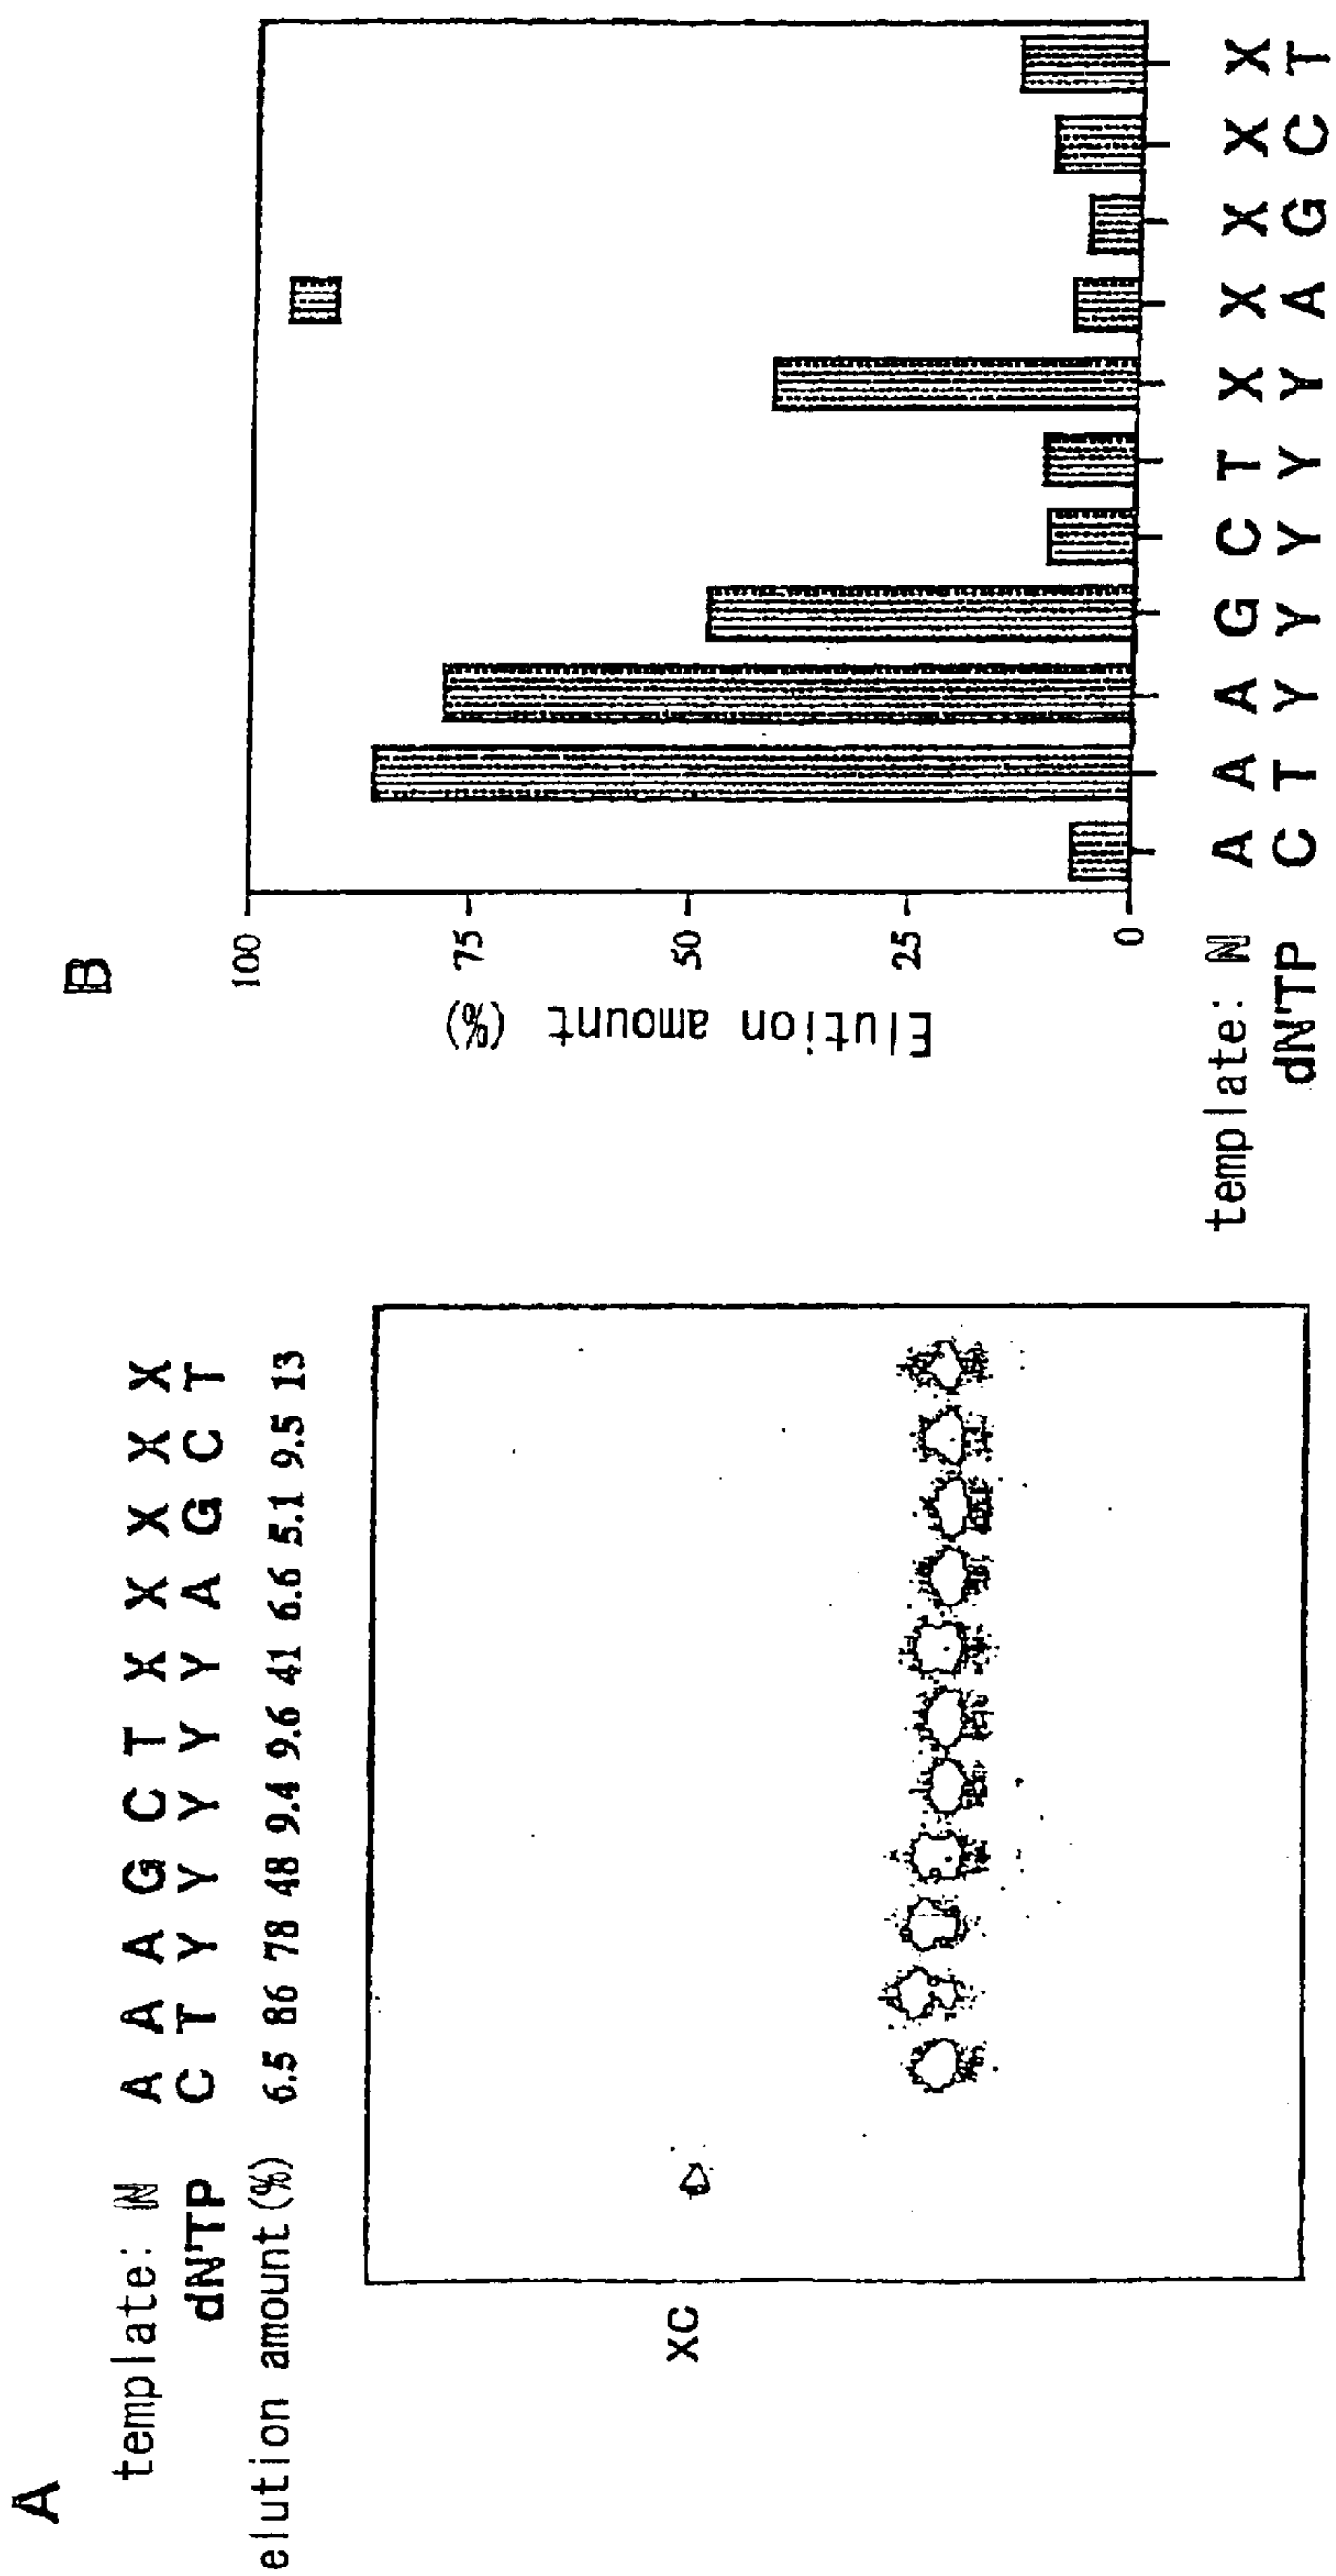 A
template: N A A A G C T X X X X X
dN'TP C T Y Y Y Y Y A G C T
elution amount (%) 6.5 86 78 48 9.4 9.6 41 6.6 5.1 9.5 13
XC
B
100
75
50
25
0
Elution amount (%)
template: N A A A G C T X X X X X
dN'TP C T Y Y Y Y Y A G C T